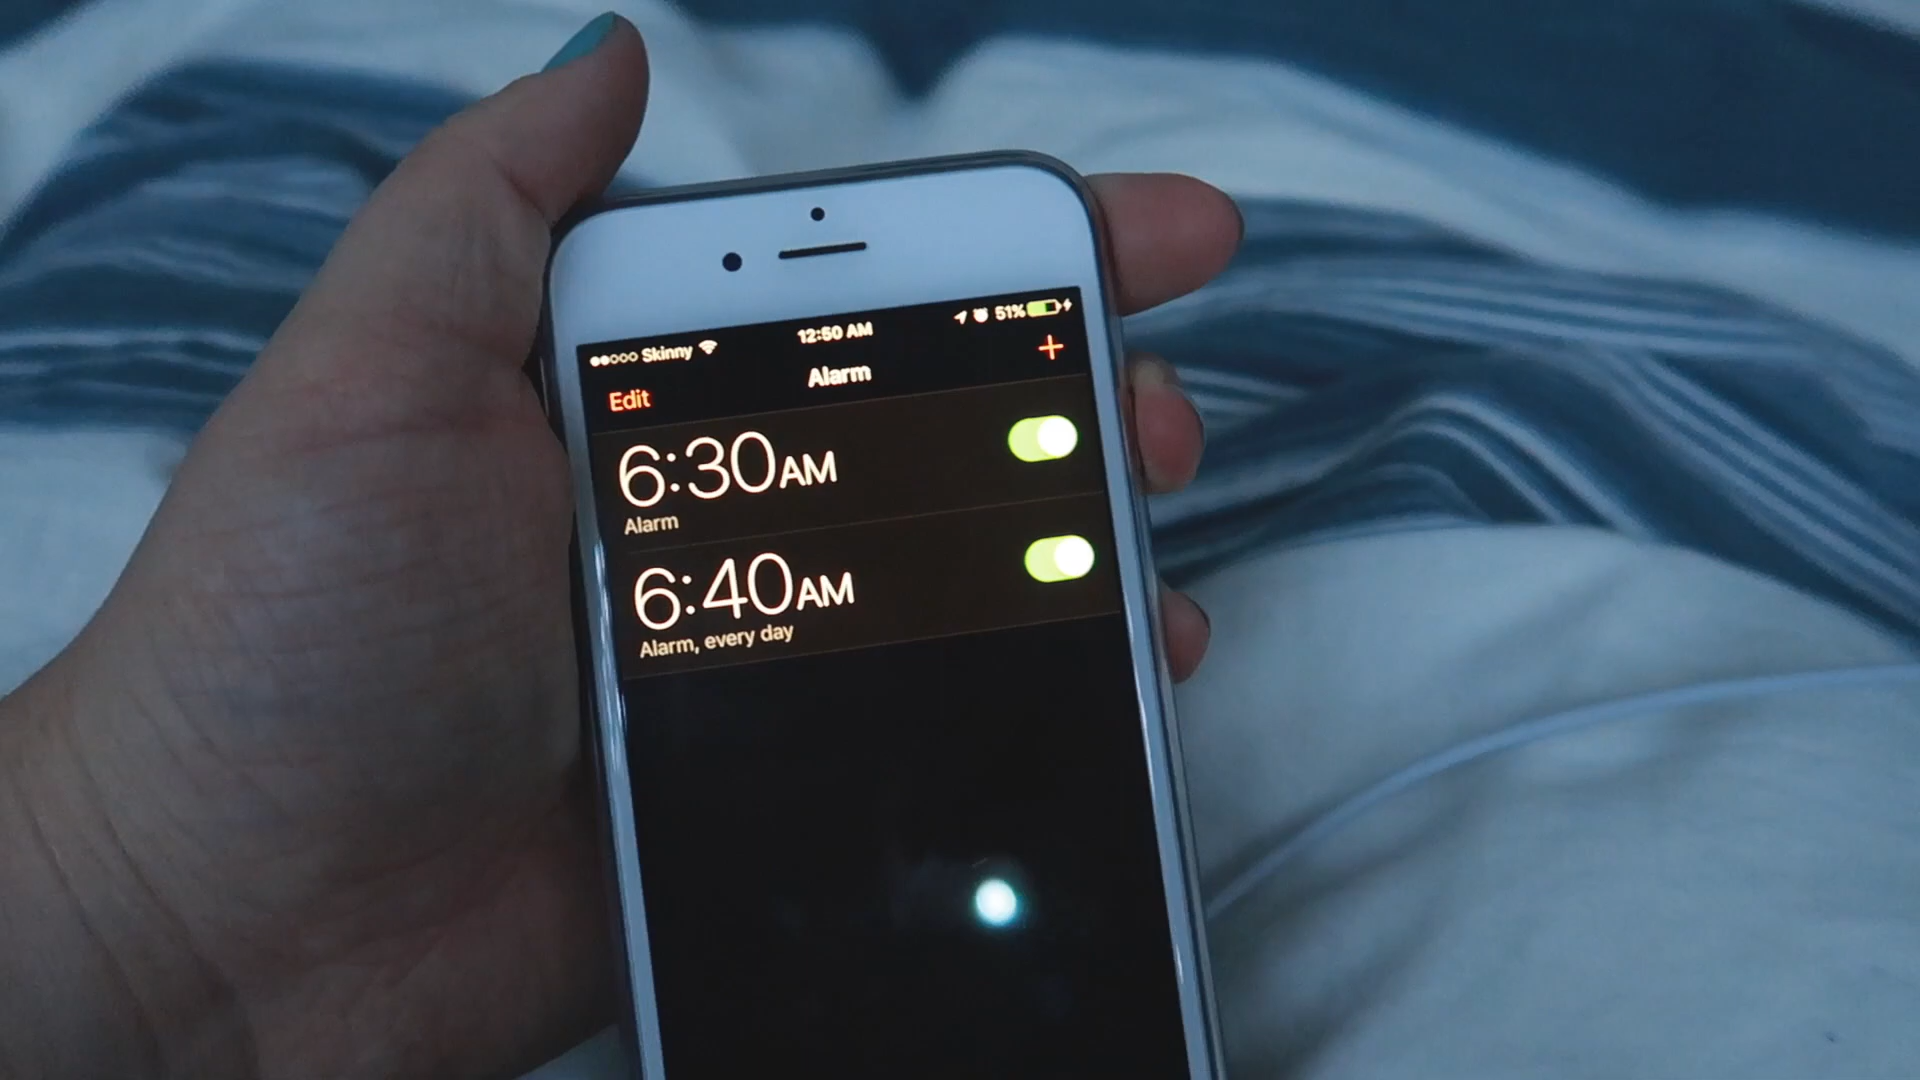 Skinny 12:50 AM 51%
Edit Alarm +
6:30AM
Alarm
6:40AM
Alarm, every day